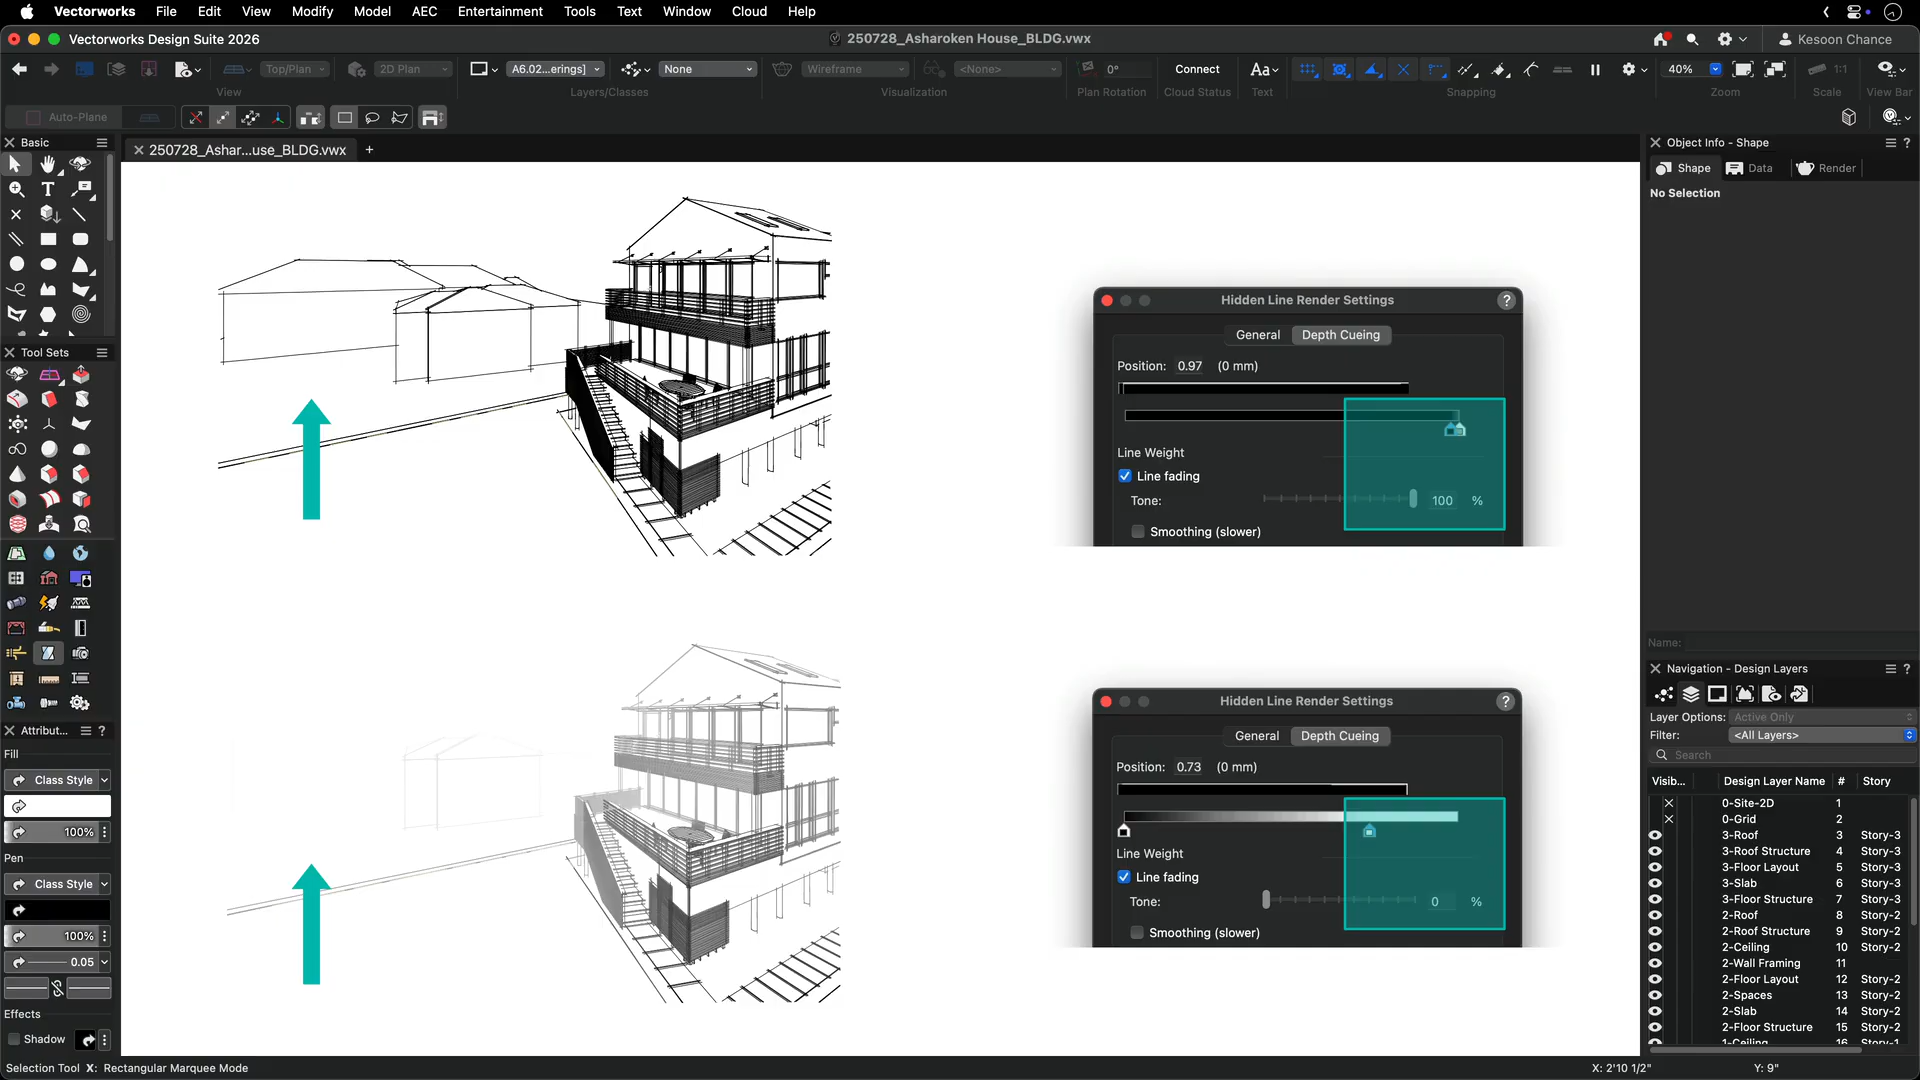 Vectorworks File Edit View Modify Model AEC Entertainment Tools Text Window Cloud Help
Vectorworks Design Suite 2026
250728_Asharoken House_BLDG.vwx
Kesoon Chance
Top/Plan 2D Plan A6.02...erings] None Wireframe <None> 0° Connect Aa 40% 1:1
View Layers/Classes Visualization Plan Rotation Cloud Status Text Snapping Zoom Scale View Bar
Auto-Plane
Basic
250728_Ashar...use_BLDG.vwx +
Tool Sets
Attribut... ?
Fill
Class Style
100%
Pen
Class Style
100%
0.05
Effects
Shadow
Hidden Line Render Settings ?
General Depth Cueing
Position: 0.97 (0 mm)
Line Weight
Line fading
Tone: 100 %
Smoothing (slower)
Hidden Line Render Settings ?
General Depth Cueing
Position: 0.73 (0 mm)
Line Weight
Line fading
Tone: 0 %
Smoothing (slower)
Object Info - Shape ?
Shape Data Render
No Selection
Name:
Navigation - Design Layers ?
Layer Options: Active Only
Filter: <All Layers>
Search
Visib... Design Layer Name # Story
0-Site-2D 1
0-Grid 2
3-Roof 3 Story-3
3-Roof Structure 4 Story-3
3-Floor Layout 5 Story-3
3-Slab 6 Story-3
3-Floor Structure 7 Story-3
2-Roof 8 Story-2
2-Roof Structure 9 Story-2
2-Ceiling 10 Story-2
2-Wall Framing 11
2-Floor Layout 12 Story-2
2-Spaces 13 Story-2
2-Slab 14 Story-2
2-Floor Structure 15 Story-2
1-Ceiling 16 Story-1
Selection Tool X: Rectangular Marquee Mode
X: 2'10 1/2" Y: 9"